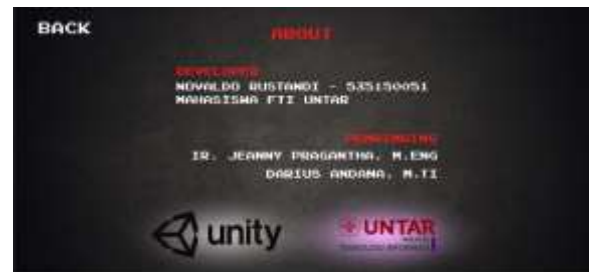 BACK
ABOUT
DEVELOPER
NOVALDO RUSTANDI - 535150051
MAHASISWA FTI UNTAR
PEMBIMBING
IR. JEANNY PRAGANTHA, M.ENG
DARIUS ANDANA, M.TI
unity
UNTAR